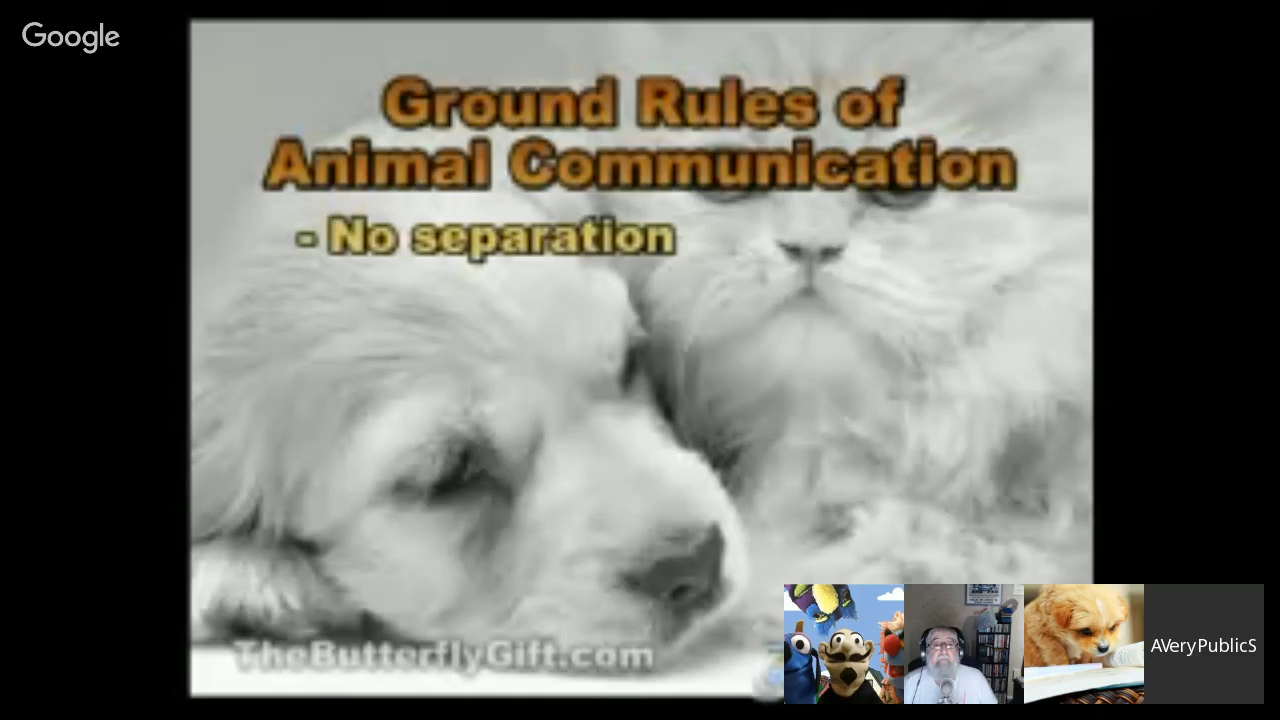 Google
Ground Rules of
Animal Communication
- No separation
TheButterflyGift.com
AVeryPublicS